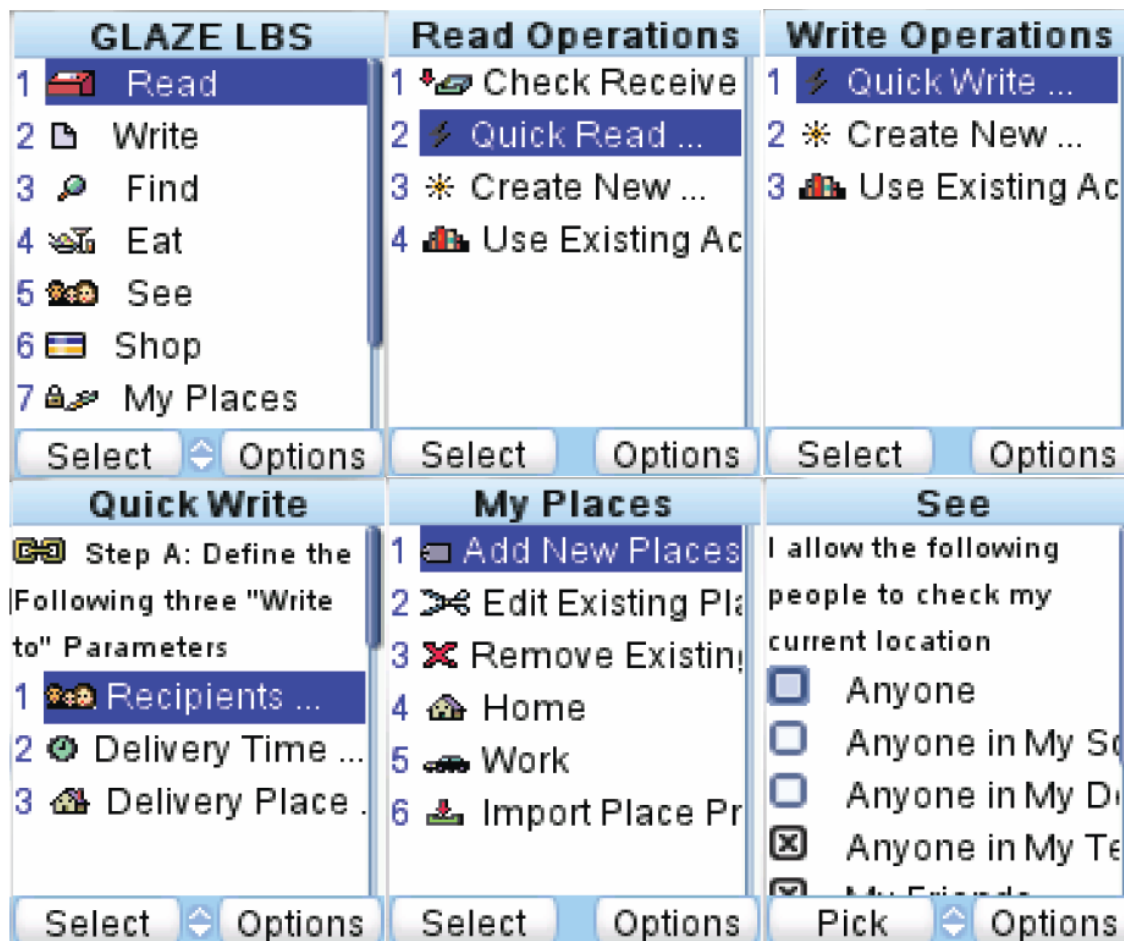 GLAZE LBS
1 Read
2 Write
3 Find
4 Eat
5 See
6 Shop
7 My Places
Select Options
Read Operations
1 Check Receive
2 Quick Read ...
3 Create New ...
4 Use Existing Ac
Select Options
Write Operations
1 Quick Write ...
2 Create New ...
3 Use Existing Ac
Select Options
Quick Write
Step A: Define the
Following three "Write
to" Parameters
1 Recipients ...
2 Delivery Time ...
3 Delivery Place .
Select Options
My Places
1 Add New Places
2 Edit Existing Pla
3 Remove Existing
4 Home
5 Work
6 Import Place Pr
Select Options
See
I allow the following
people to check my
current location
Anyone
Anyone in My Sc
Anyone in My De
Anyone in My Te
My Friends
Pick Options